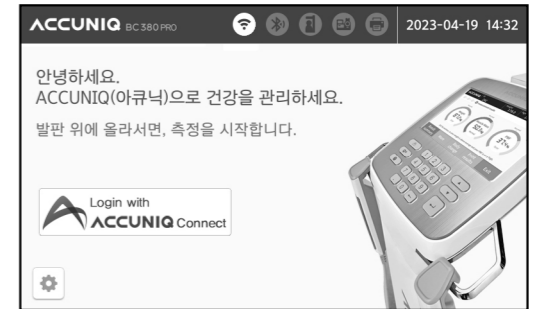 ACCUNIQ BC380 PRO
2023-04-19 14:32
안녕하세요.
ACCUNIQ(아큐닉)으로 건강을 관리하세요.
발판 위에 올라서면, 측정을 시작합니다.
Login with
ACCUNIQ Connect